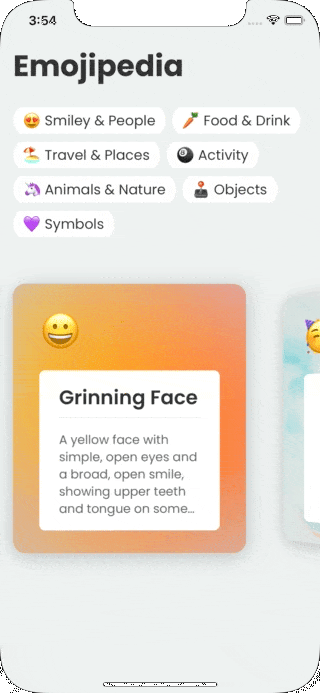 3:54
Emojipedia
😍 Smiley & People
🥕 Food & Drink
🏖️ Travel & Places
🎱 Activity
🦄 Animals & Nature
🕹️ Objects
💜 Symbols
Grinning Face
A yellow face with
simple, open eyes and
a broad, open smile,
showing upper teeth
and tongue on some…